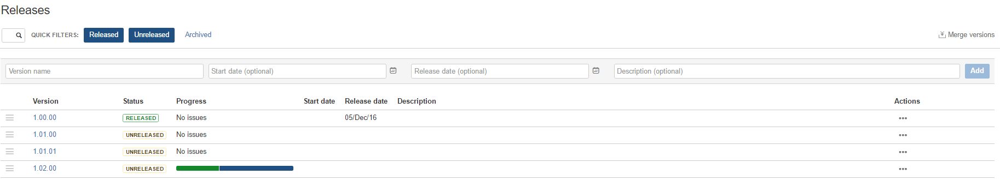 Releases
QUICK FILTERS: Released Unreleased Archived Merge versions
Version name Start date (optional) Release date (optional) Description (optional) Add
Version Status Progress Start date Release date Description Actions
1.00.00 RELEASED No issues 05/Dec/16
1.01.00 UNRELEASED No issues
1.01.01 UNRELEASED No issues
1.02.00 UNRELEASED